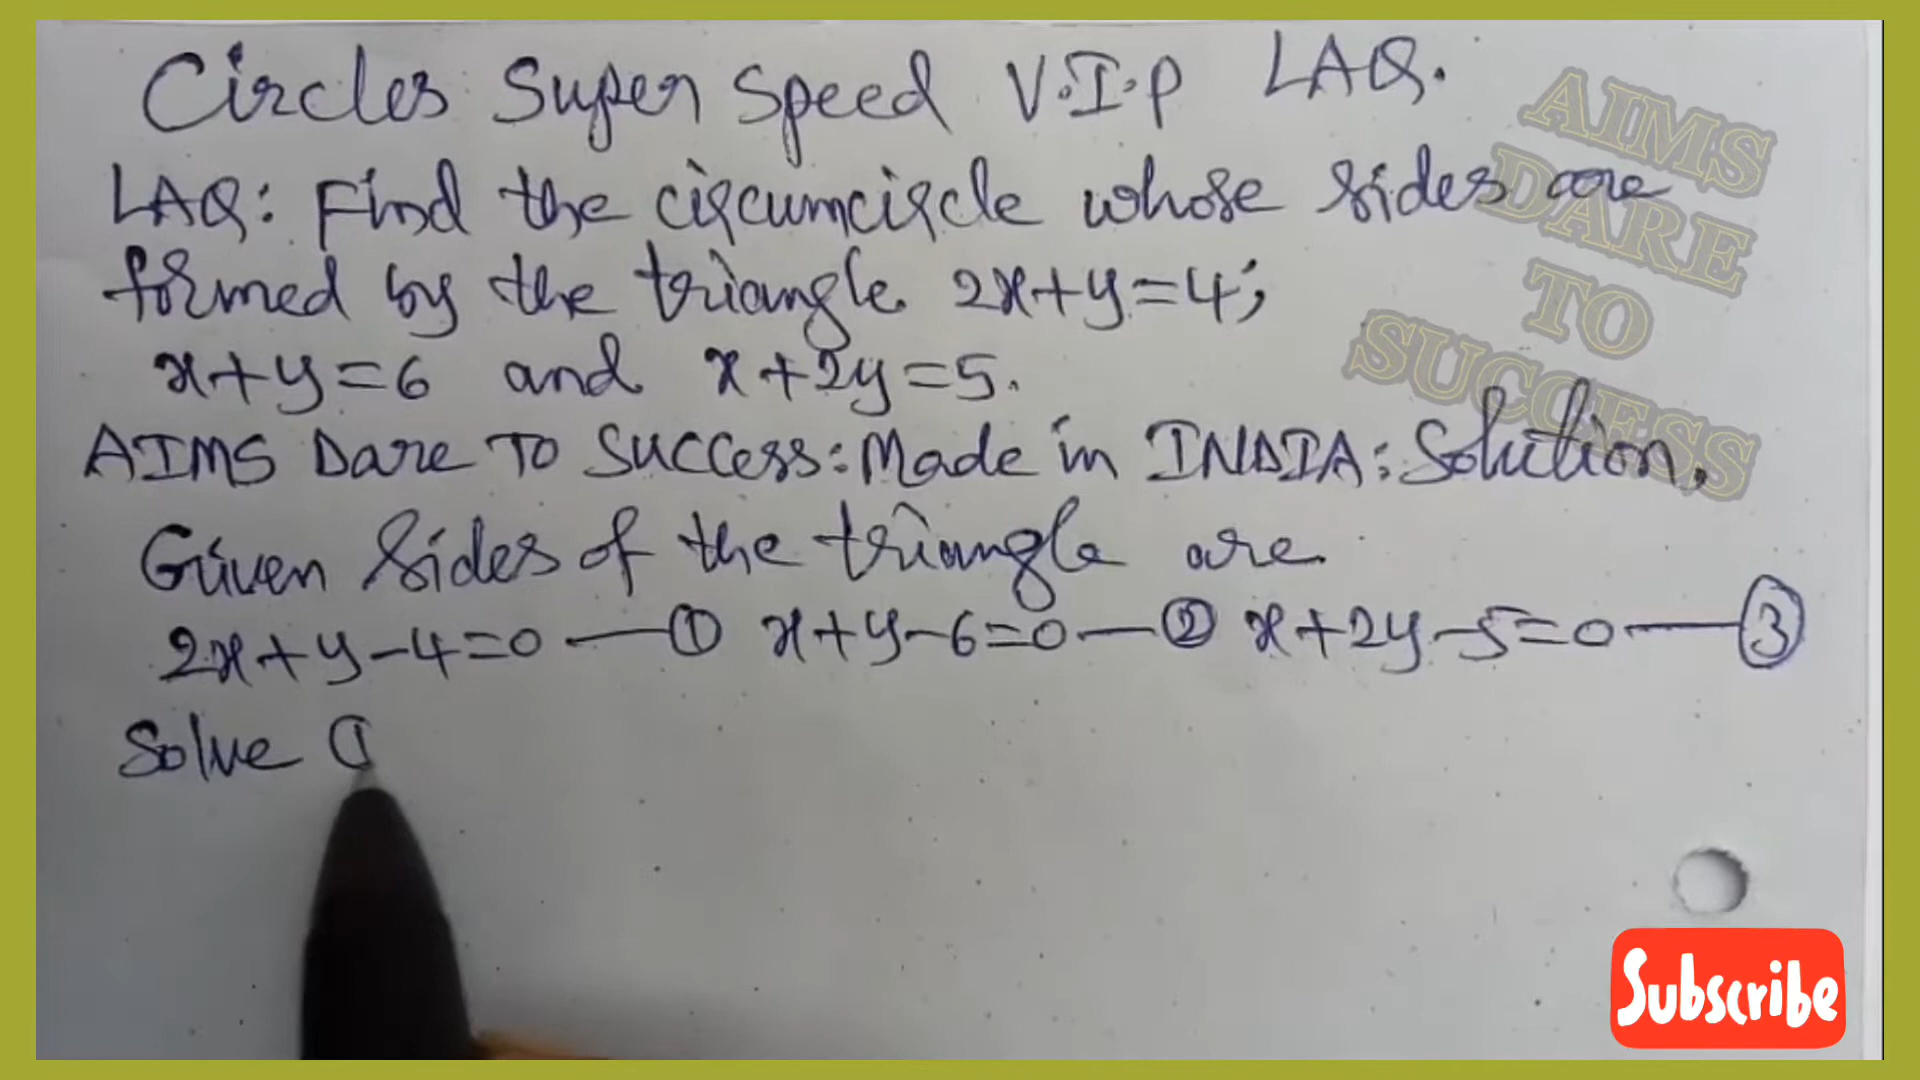 Circles Super Speed V.I.P LAQ.
LAQ: Find the circumcircle whose sides are
formed by the triangle 2x+y=4;
x+y=6 and x+2y=5.
AIMS Dare To Success: Made in INDIA: Solution.
Given sides of the triangle are
2x+y-4=0 — ① x+y-6=0 — ② x+2y-5=0 — ③
Solve ①
AIMS
DARE
TO
SUCCESS
Subscribe